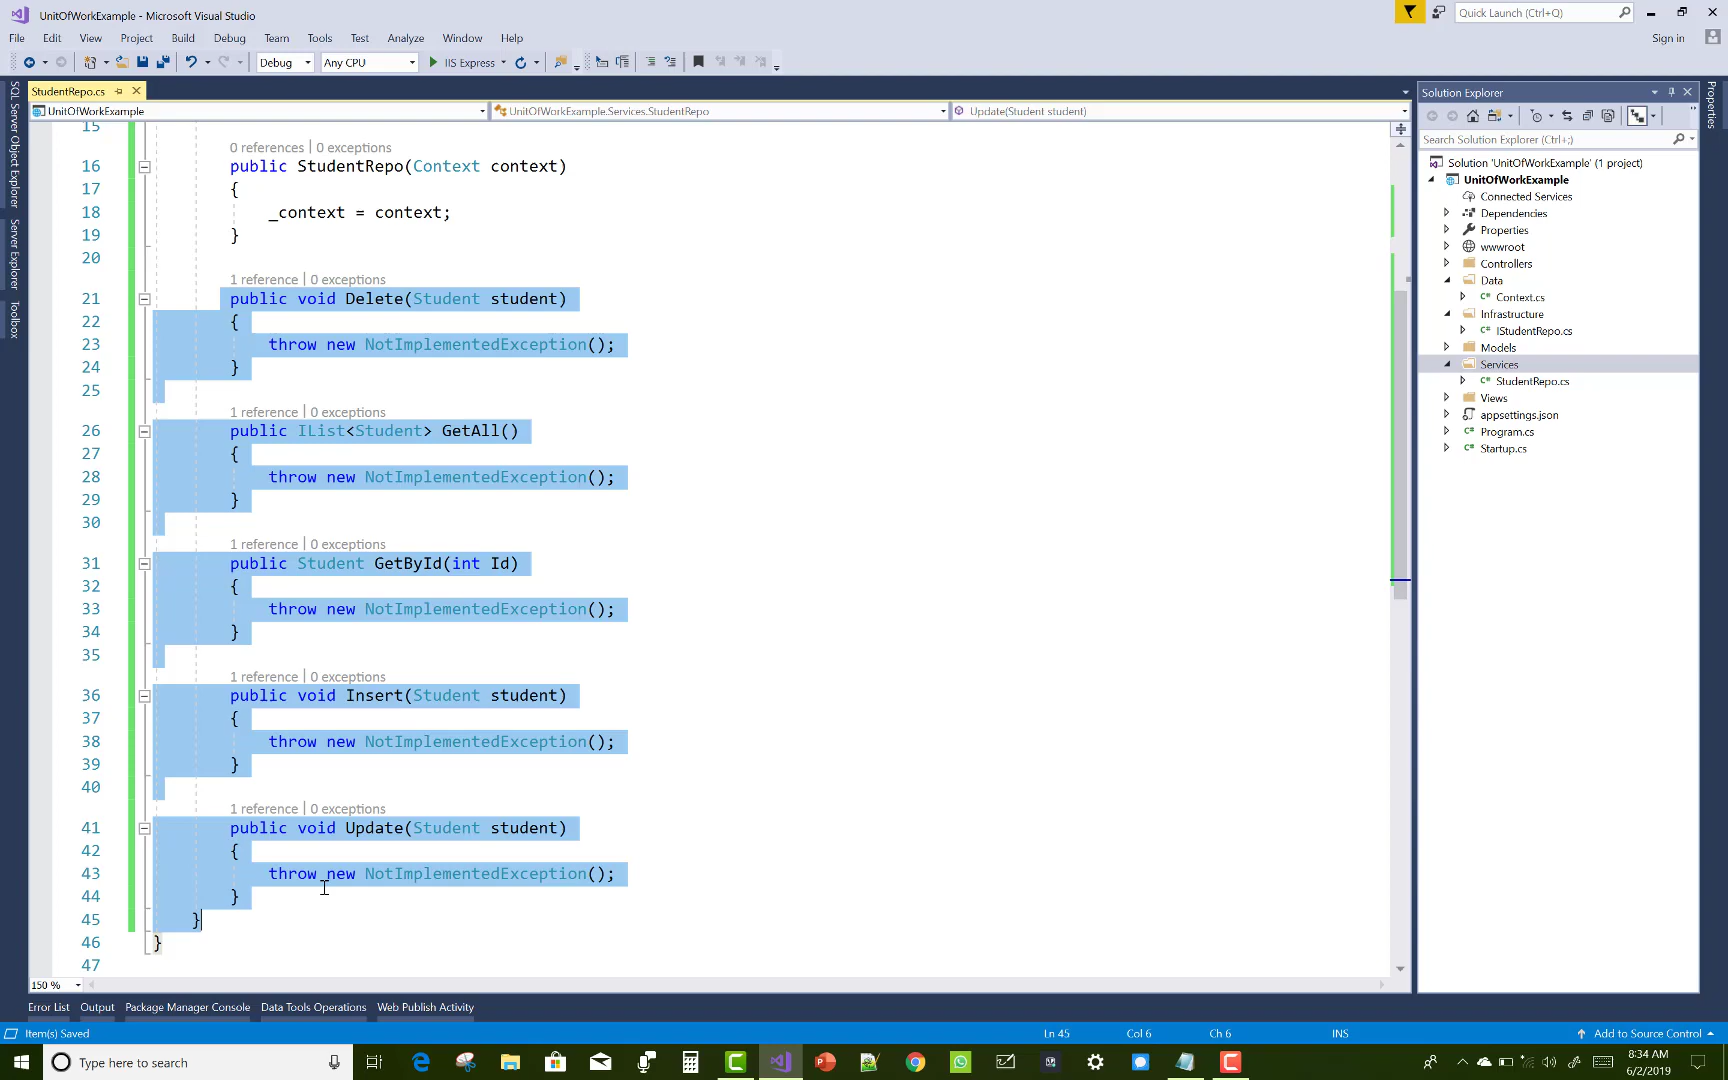 UnitOfWorkExample - Microsoft Visual Studio
Quick Launch (Ctrl+Q)
File Edit View Project Build Debug Team Tools Test Analyze Window Help
Sign in
Debug Any CPU IIS Express
StudentRepo.cs
UnitOfWorkExample UnitOfWorkExample.Services.StudentRepo Update(Student student)
SQL Server Object Explorer
Server Explorer
Toolbox
15
0 references | 0 exceptions
16 public StudentRepo(Context context)
17 {
18 _context = context;
19 }
20
1 reference | 0 exceptions
21 public void Delete(Student student)
22 {
23 throw new NotImplementedException();
24 }
25
1 reference | 0 exceptions
26 public IList<Student> GetAll()
27 {
28 throw new NotImplementedException();
29 }
30
1 reference | 0 exceptions
31 public Student GetById(int Id)
32 {
33 throw new NotImplementedException();
34 }
35
1 reference | 0 exceptions
36 public void Insert(Student student)
37 {
38 throw new NotImplementedException();
39 }
40
1 reference | 0 exceptions
41 public void Update(Student student)
42 {
43 throw new NotImplementedException();
44 }
45 }
46 }
47
150 %
Solution Explorer
Search Solution Explorer (Ctrl+;)
Solution 'UnitOfWorkExample' (1 project)
UnitOfWorkExample
Connected Services
Dependencies
Properties
wwwroot
Controllers
Data
C# Context.cs
Infrastructure
C# IStudentRepo.cs
Models
Services
C# StudentRepo.cs
Views
appsettings.json
C# Program.cs
C# Startup.cs
Properties
Error List Output Package Manager Console Data Tools Operations Web Publish Activity
Item(s) Saved Ln 45 Col 6 Ch 6 INS Add to Source Control
Type here to search
8:34 AM
6/2/2019